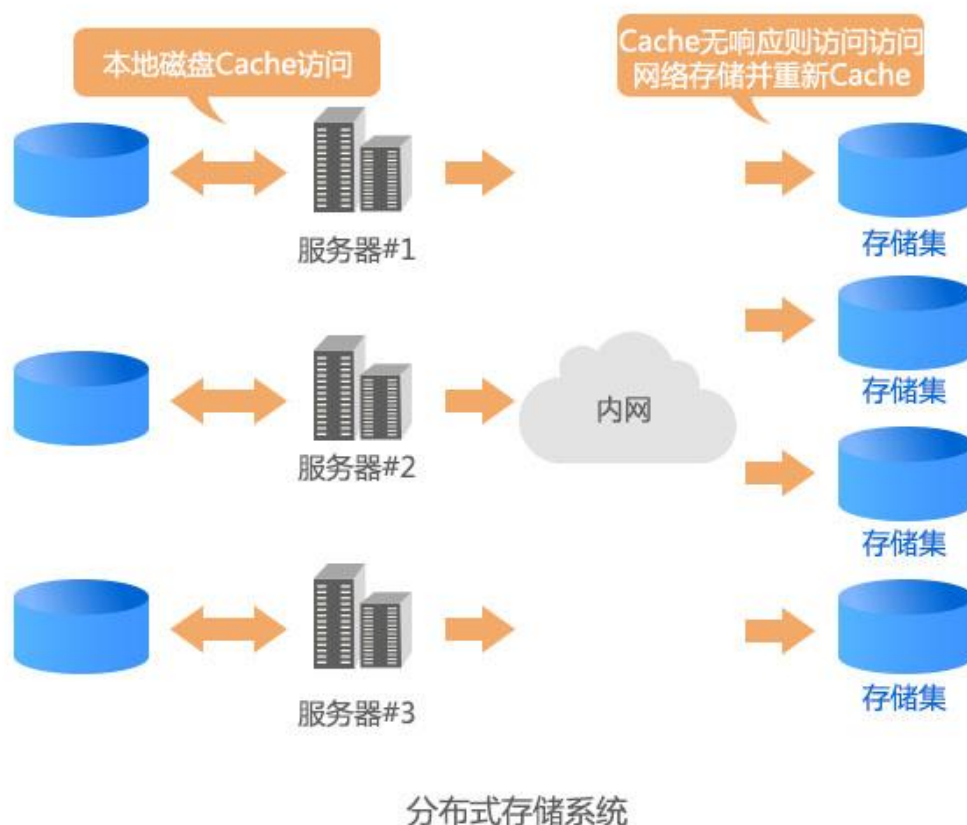 本地磁盘Cache访问
Cache无响应则访问访问
网络存储并重新Cache
服务器#1
存储集
存储集
内网
服务器#2
存储集
服务器#3
存储集
分布式存储系统